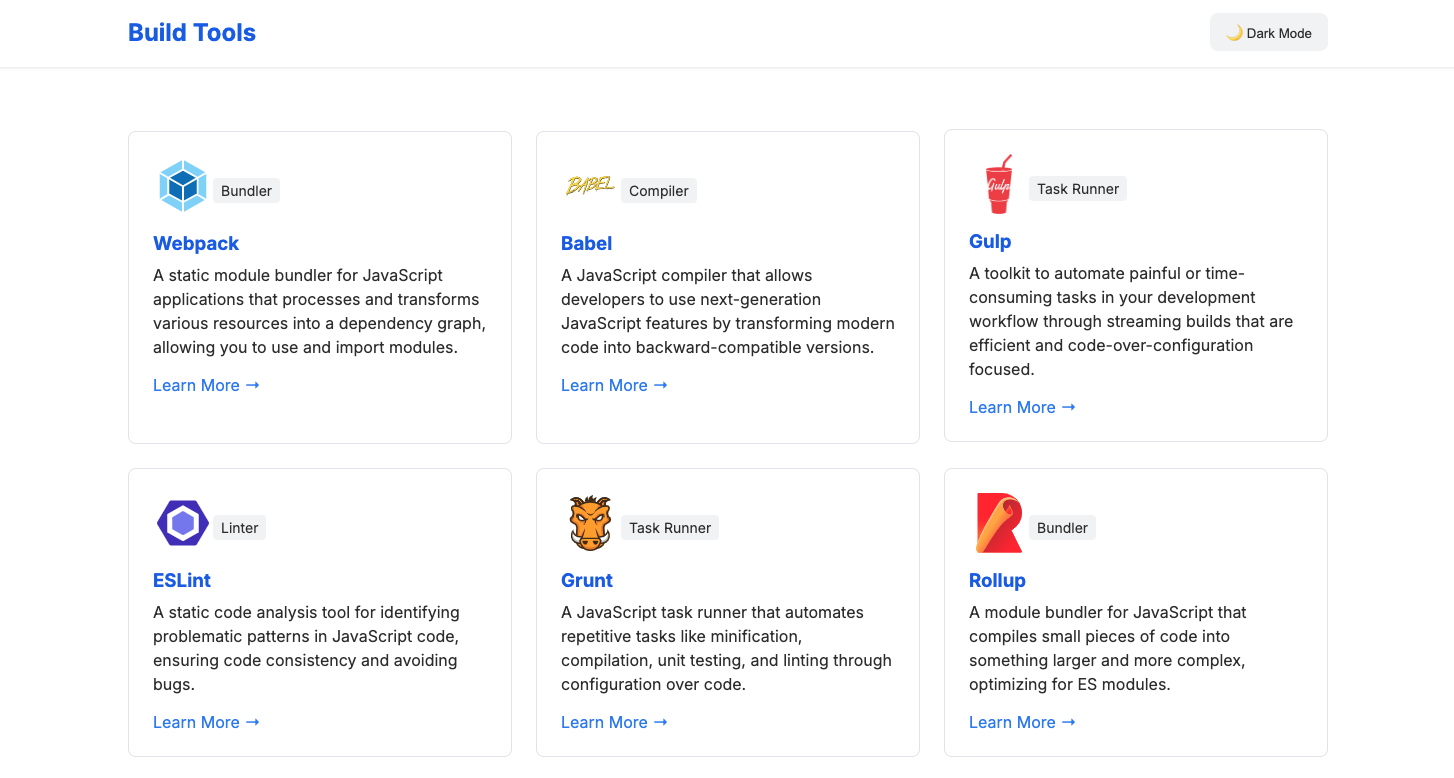 Build Tools
🌙 Dark Mode
Bundler
Webpack
A static module bundler for JavaScript
applications that processes and transforms
various resources into a dependency graph,
allowing you to use and import modules.
Learn More →
BABEL
Compiler
Babel
A JavaScript compiler that allows
developers to use next-generation
JavaScript features by transforming modern
code into backward-compatible versions.
Learn More →
Gulp
Task Runner
Gulp
A toolkit to automate painful or time-
consuming tasks in your development
workflow through streaming builds that are
efficient and code-over-configuration
focused.
Learn More →
Linter
ESLint
A static code analysis tool for identifying
problematic patterns in JavaScript code,
ensuring code consistency and avoiding
bugs.
Learn More →
Task Runner
Grunt
A JavaScript task runner that automates
repetitive tasks like minification,
compilation, unit testing, and linting through
configuration over code.
Learn More →
Bundler
Rollup
A module bundler for JavaScript that
compiles small pieces of code into
something larger and more complex,
optimizing for ES modules.
Learn More →